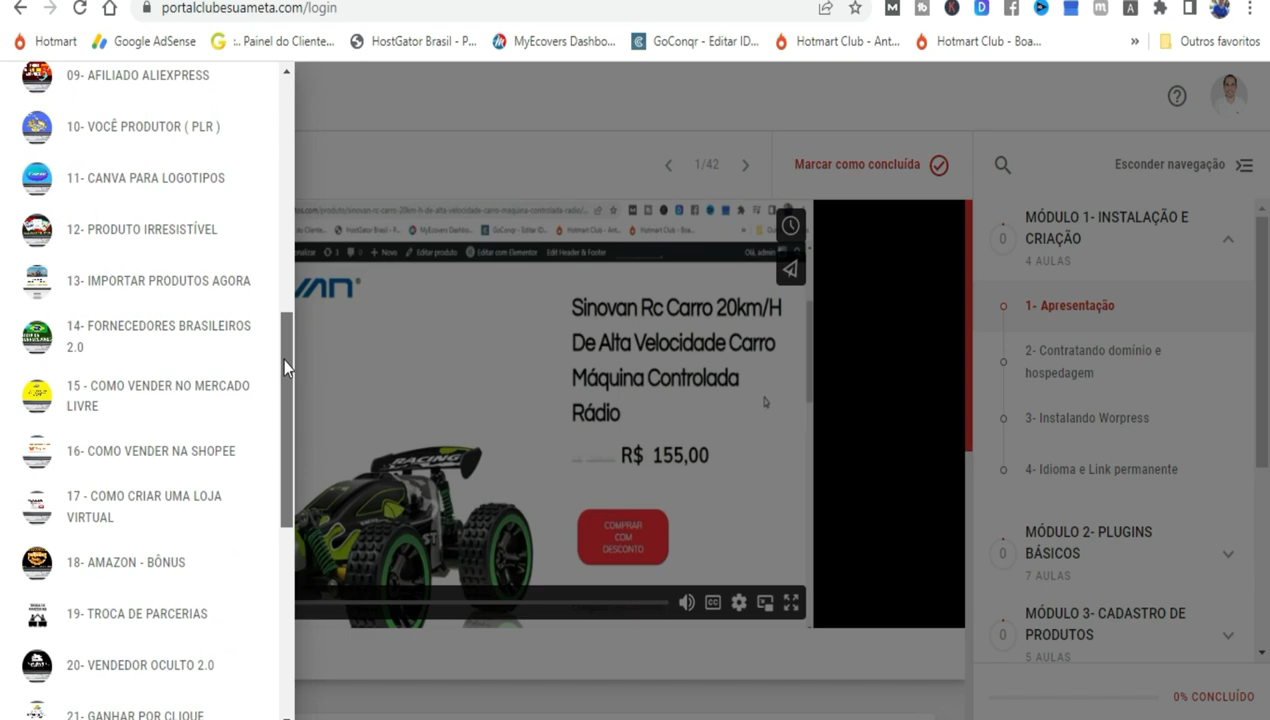 portalclubesuameta.com/login
Hotmart
Google AdSense
:.. Painel do Cliente...
HostGator Brasil - P...
MyEcovers Dashbo...
GoConqr - Editar ID...
Hotmart Club - Ant...
Hotmart Club - Boa...
Outros favoritos
09- AFILIADO ALIEXPRESS
10- VOCÊ PRODUTOR ( PLR )
11- CANVA PARA LOGOTIPOS
12- PRODUTO IRRESISTÍVEL
13- IMPORTAR PRODUTOS AGORA
14- FORNECEDORES BRASILEIROS
2.0
15 - COMO VENDER NO MERCADO
LIVRE
16- COMO VENDER NA SHOPEE
17 - COMO CRIAR UMA LOJA
VIRTUAL
18- AMAZON - BÔNUS
19- TROCA DE PARCERIAS
20- VENDEDOR OCULTO 2.0
21- GANHAR POR CLIQUE
1/42
Marcar como concluída
Esconder navegação
Sinovan Rc Carro 20km/H
De Alta Velocidade Carro
Máquina Controlada
Rádio
R$ 155,00
COMPRAR
COM
DESCONTO
RACING
MÓDULO 1- INSTALAÇÃO E
CRIAÇÃO
4 AULAS
1- Apresentação
2- Contratando domínio e
hospedagem
3- Instalando Worpress
4- Idioma e Link permanente
MÓDULO 2- PLUGINS
BÁSICOS
7 AULAS
MÓDULO 3- CADASTRO DE
PRODUTOS
5 AULAS
0% CONCLUÍDO